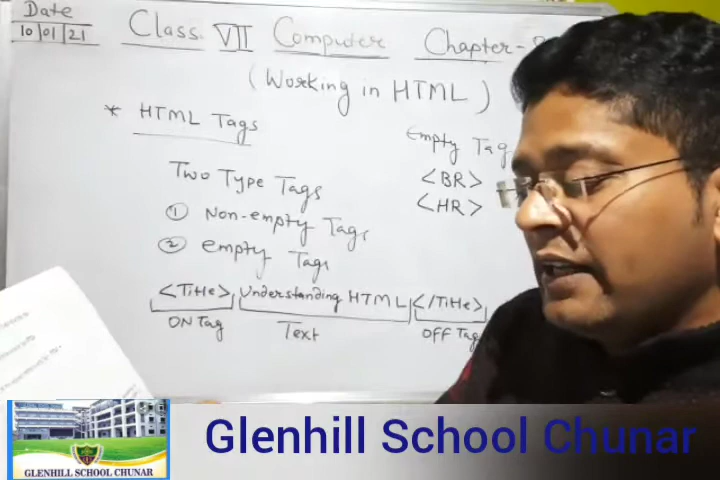 Date
10|01|21
Class VII Computer Chapter-
(Working in HTML)
* HTML Tags
Two Type Tags
① Non-empty Tags
② empty Tags
Empty Tag
<BR>
<HR>
<Title> Understanding HTML </Title>
ON Tag Text OFF Tag
Glenhill School Chunar
GLENHILL SCHOOL CHUNAR